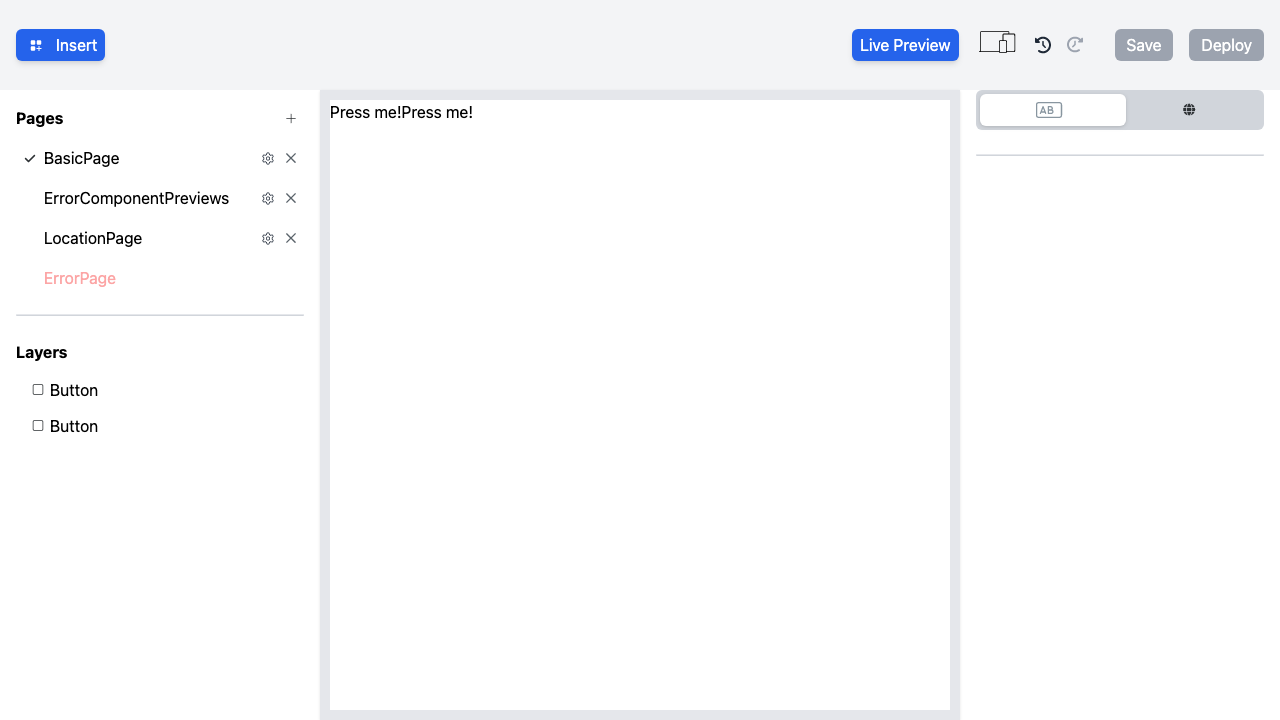 Insert
Live Preview
Save
Deploy
Pages
BasicPage
ErrorComponentPreviews
LocationPage
ErrorPage
Layers
Button
Button
Press me!Press me!
AB